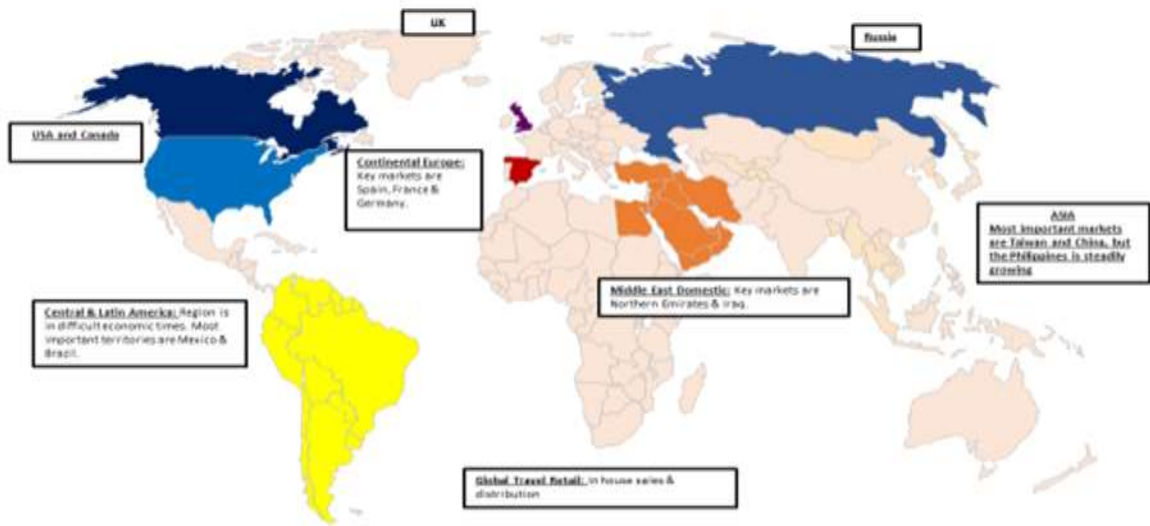 UK
Russia
USA and Canada
Continental Europe:
Key markets are
Spain, France &
Germany.
ASIA
Most important markets
are Taiwan and China, but
the Philippines is steadily
growing
Middle East Domestic: Key markets are
Northern Emirates & Iraq.
Central & Latin America: Region is
in difficult economic times. Most
important territories are Mexico &
Brazil.
Global Travel Retail: In house sales &
distribution